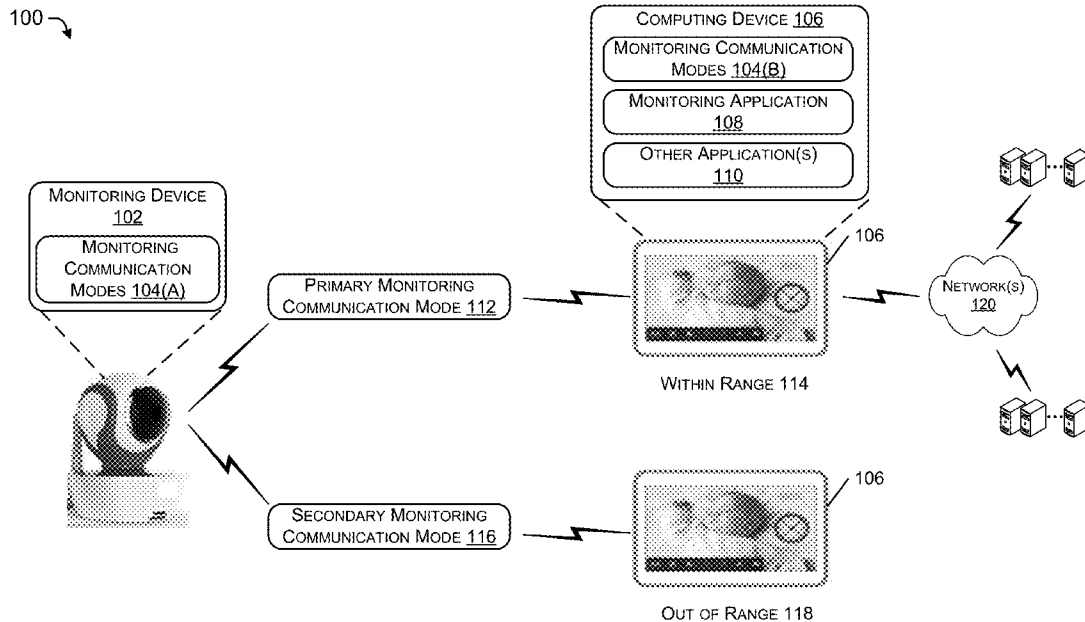 100
COMPUTING DEVICE 106
MONITORING COMMUNICATION
MODES 104(B)
MONITORING APPLICATION
108
OTHER APPLICATION(S)
110
MONITORING DEVICE
102
MONITORING
COMMUNICATION
MODES 104(A)
PRIMARY MONITORING
COMMUNICATION MODE 112
106
NETWORK(S)
120
WITHIN RANGE 114
SECONDARY MONITORING
COMMUNICATION MODE 116
106
OUT OF RANGE 118